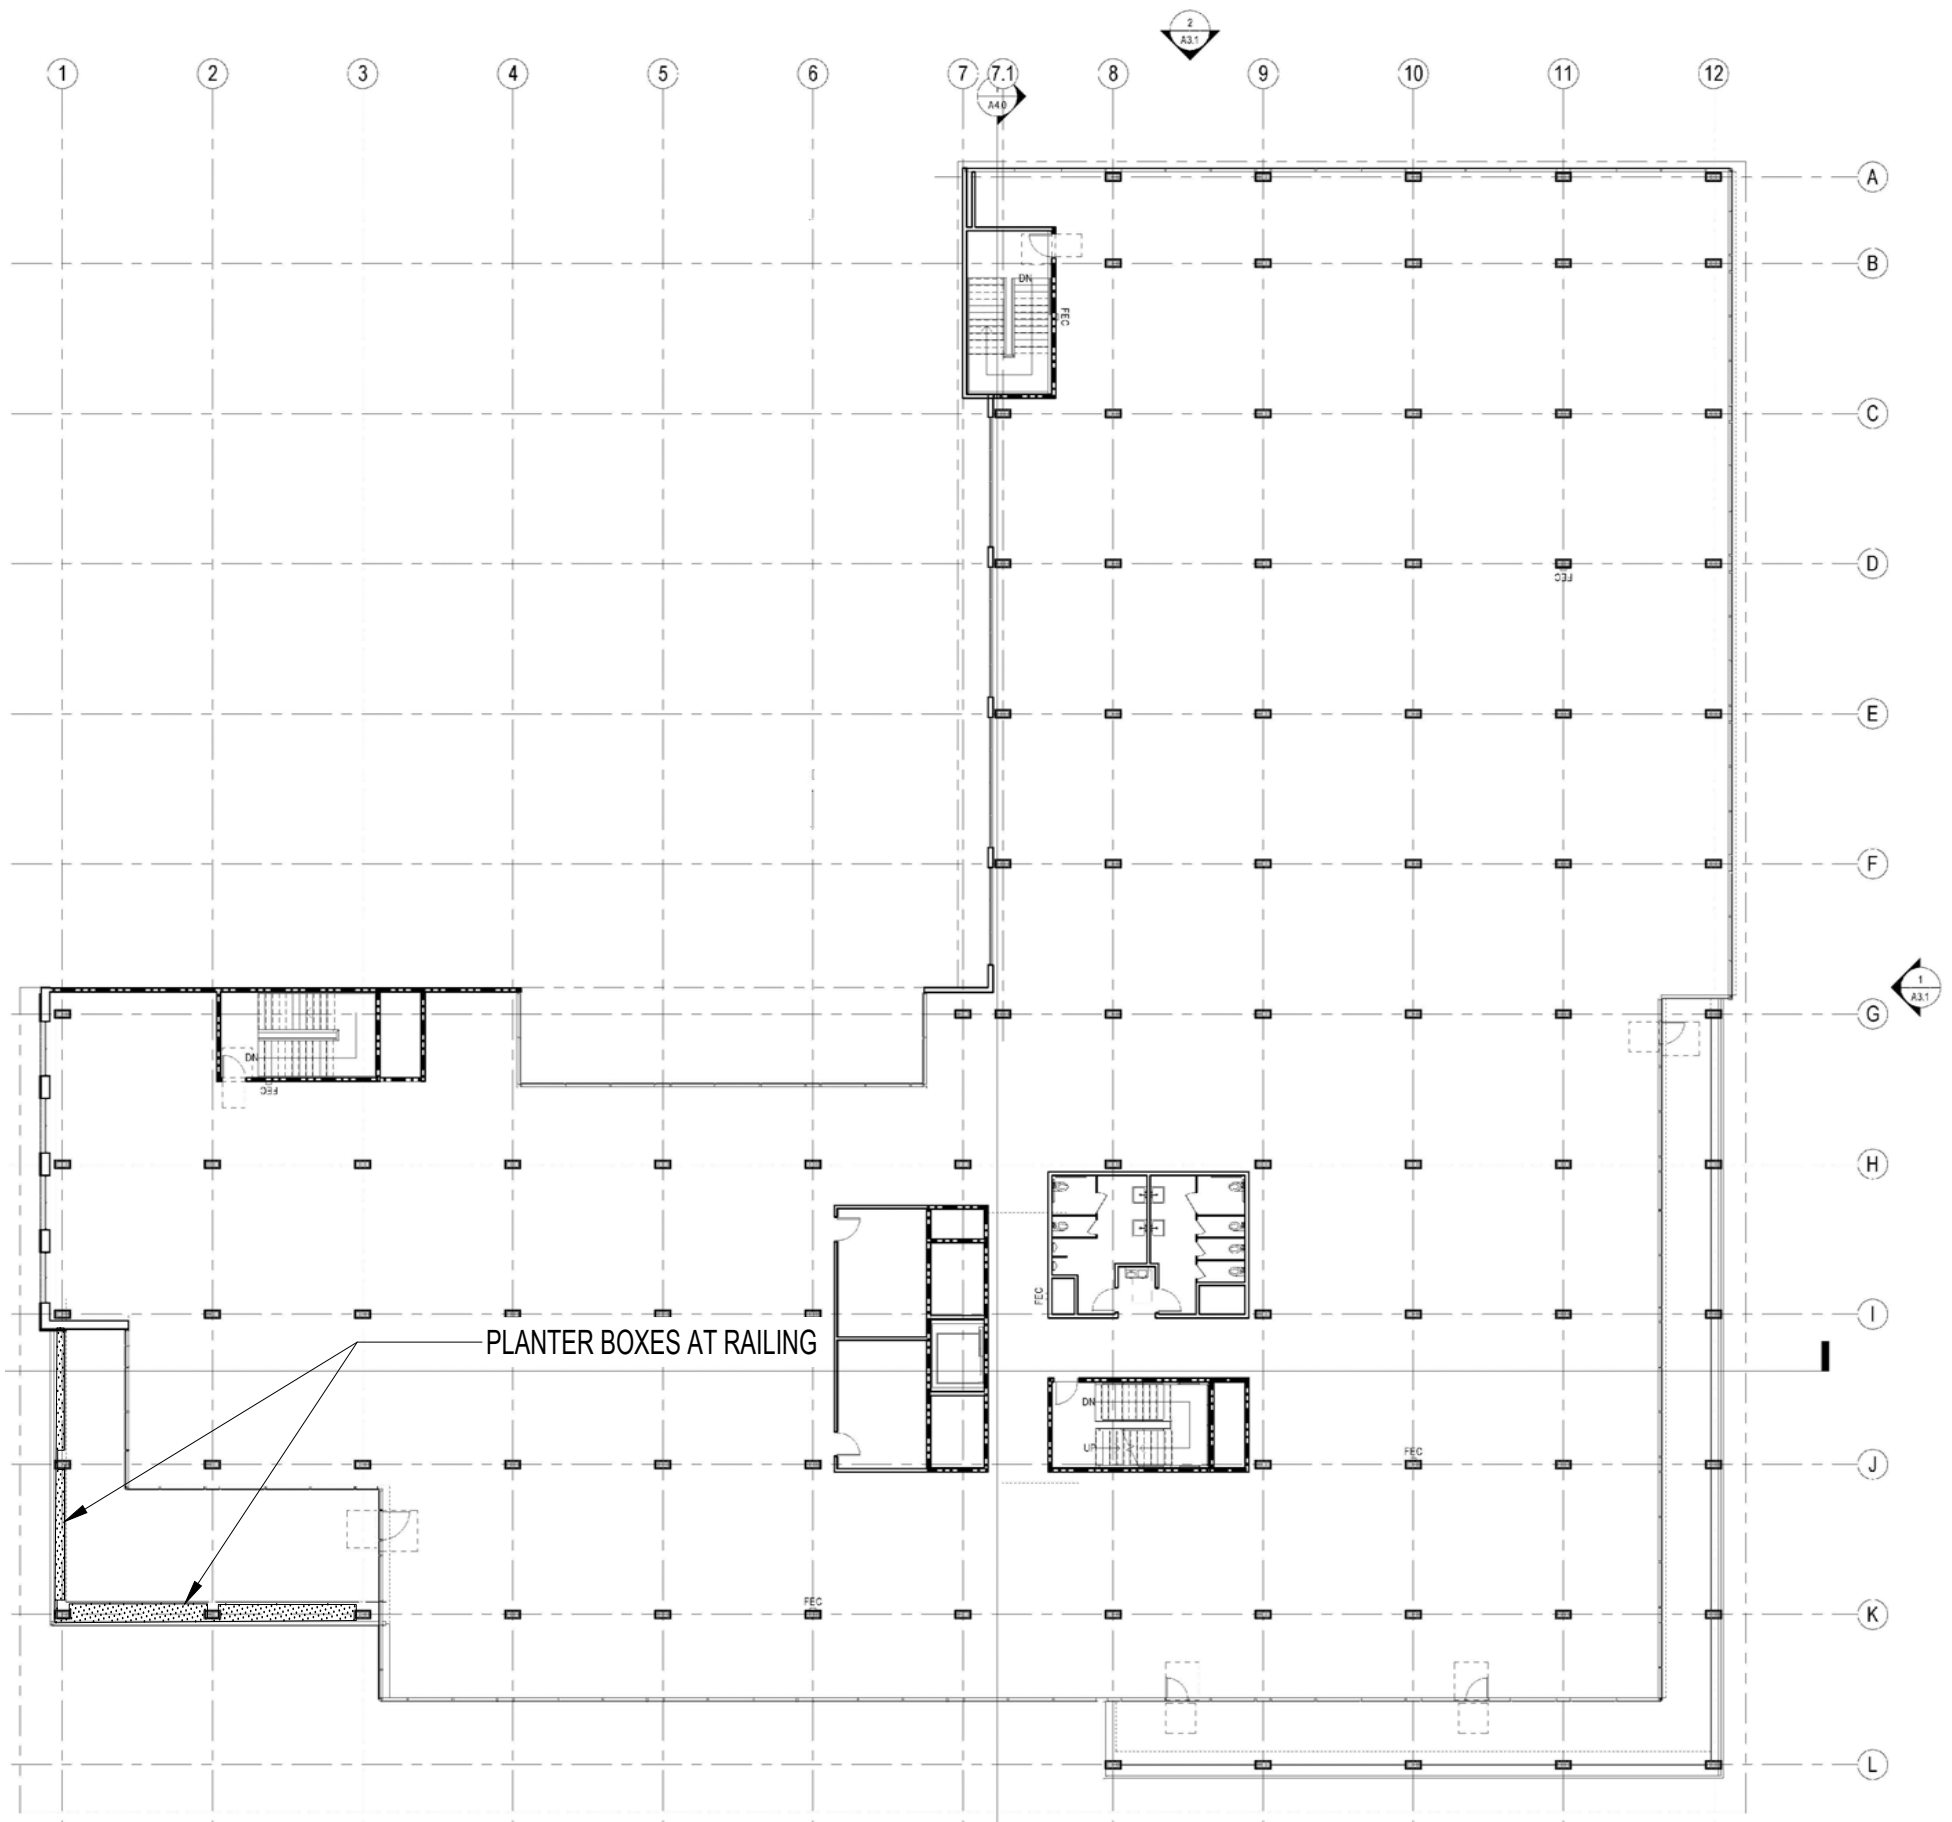 2
A3.1
1 2 3 4 5 6 7 7.1 8 9 10 11 12
A4.0
A
B
DN
FEC
C
D
FEC
E
F
1
A3.1
G
DN
FEC
H
FEC
I
PLANTER BOXES AT RAILING
DN
UP
FEC
J
FEC
K
L